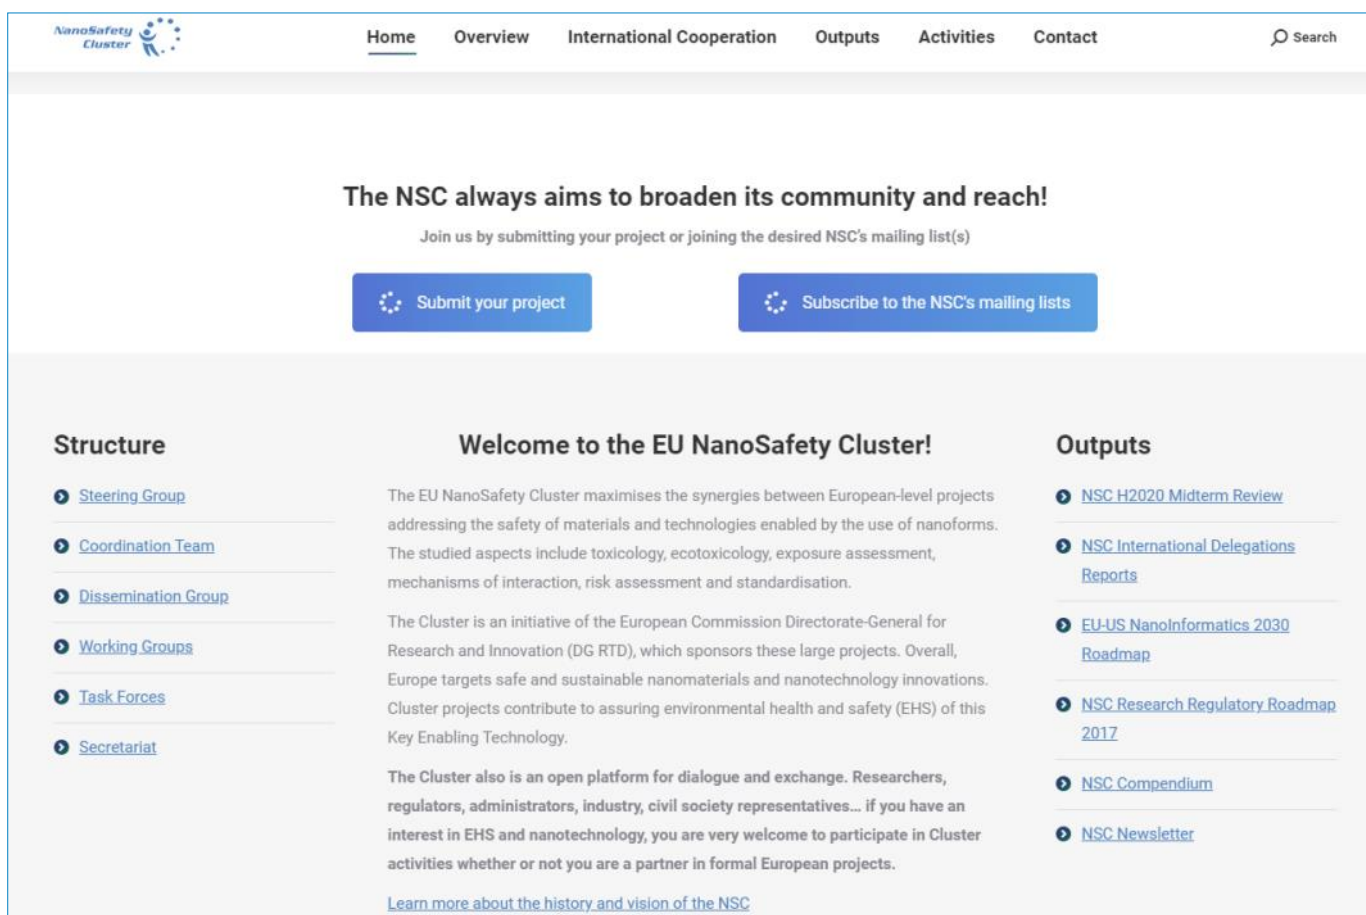 NanoSafety
Cluster
Home Overview International Cooperation Outputs Activities Contact Search
The NSC always aims to broaden its community and reach!
Join us by submitting your project or joining the desired NSC's mailing list(s)
Submit your project
Subscribe to the NSC's mailing lists
Structure
Steering Group
Coordination Team
Dissemination Group
Working Groups
Task Forces
Secretariat
Welcome to the EU NanoSafety Cluster!
The EU NanoSafety Cluster maximises the synergies between European-level projects
addressing the safety of materials and technologies enabled by the use of nanoforms.
The studied aspects include toxicology, ecotoxicology, exposure assessment,
mechanisms of interaction, risk assessment and standardisation.
The Cluster is an initiative of the European Commission Directorate-General for
Research and Innovation (DG RTD), which sponsors these large projects. Overall,
Europe targets safe and sustainable nanomaterials and nanotechnology innovations.
Cluster projects contribute to assuring environmental health and safety (EHS) of this
Key Enabling Technology.
The Cluster also is an open platform for dialogue and exchange. Researchers,
regulators, administrators, industry, civil society representatives… if you have an
interest in EHS and nanotechnology, you are very welcome to participate in Cluster
activities whether or not you are a partner in formal European projects.
Learn more about the history and vision of the NSC
Outputs
NSC H2020 Midterm Review
NSC International Delegations
Reports
EU-US NanoInformatics 2030
Roadmap
NSC Research Regulatory Roadmap
2017
NSC Compendium
NSC Newsletter